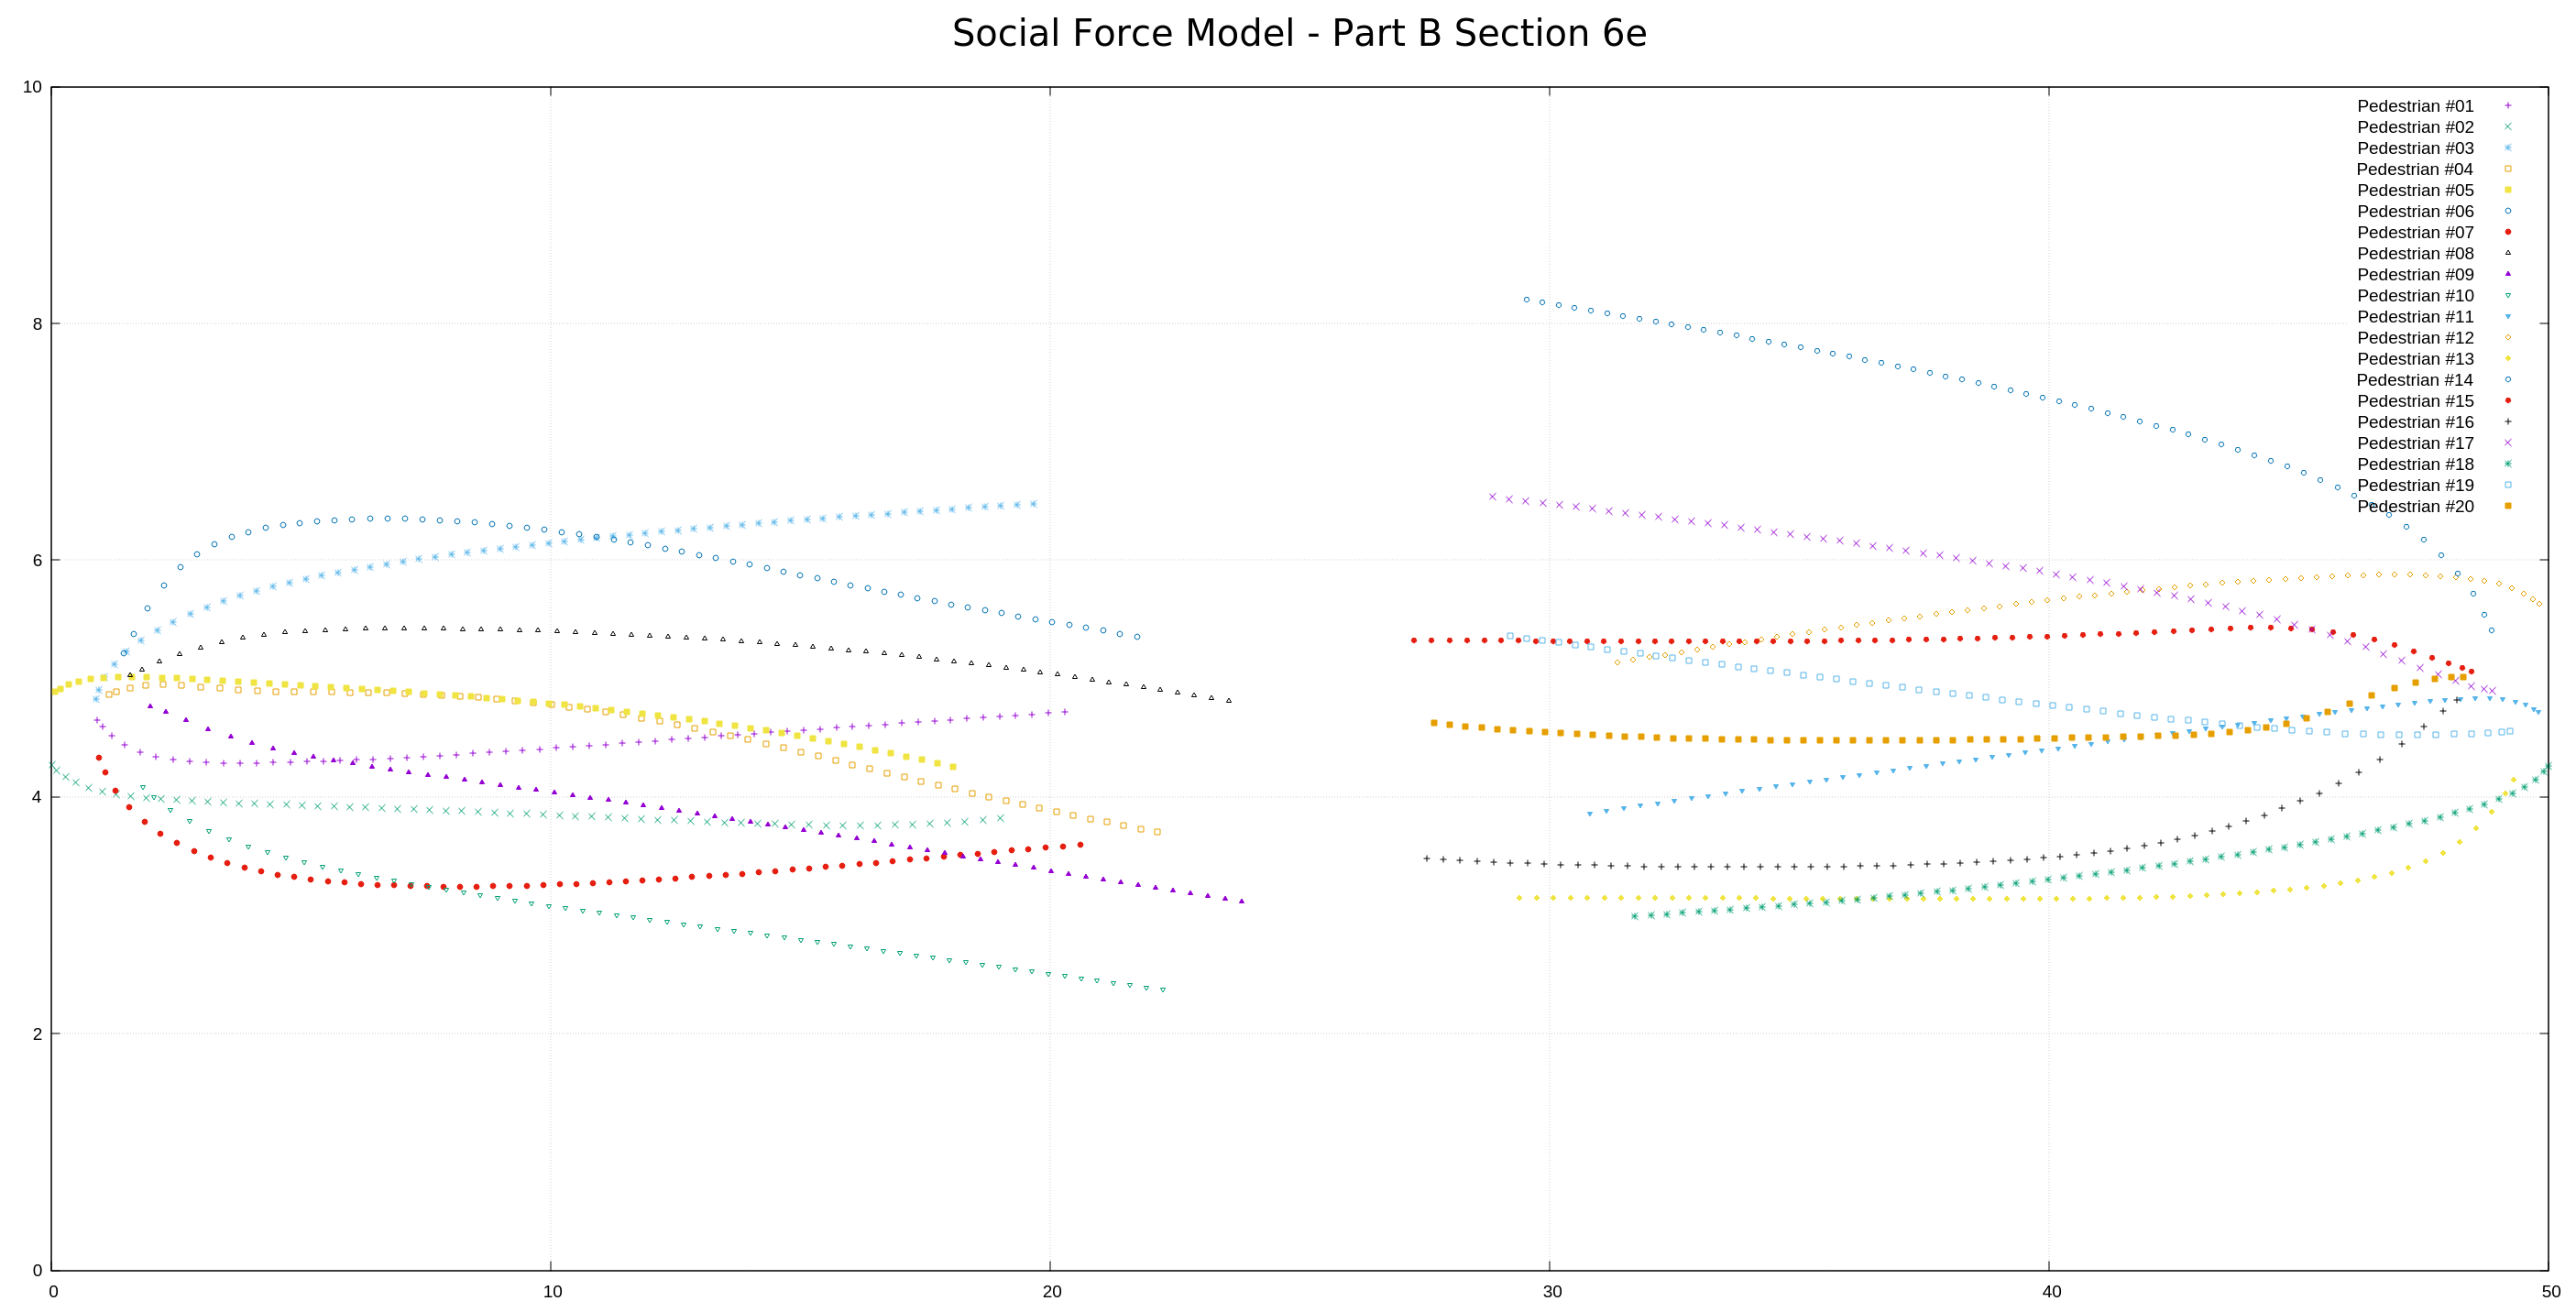 Social Force Model - Part B Section 6e
10
8
6
4
2
0
0 10 20 30 40 50
Pedestrian #01
Pedestrian #02
Pedestrian #03
Pedestrian #04
Pedestrian #05
Pedestrian #06
Pedestrian #07
Pedestrian #08
Pedestrian #09
Pedestrian #10
Pedestrian #11
Pedestrian #12
Pedestrian #13
Pedestrian #14
Pedestrian #15
Pedestrian #16
Pedestrian #17
Pedestrian #18
Pedestrian #19
Pedestrian #20